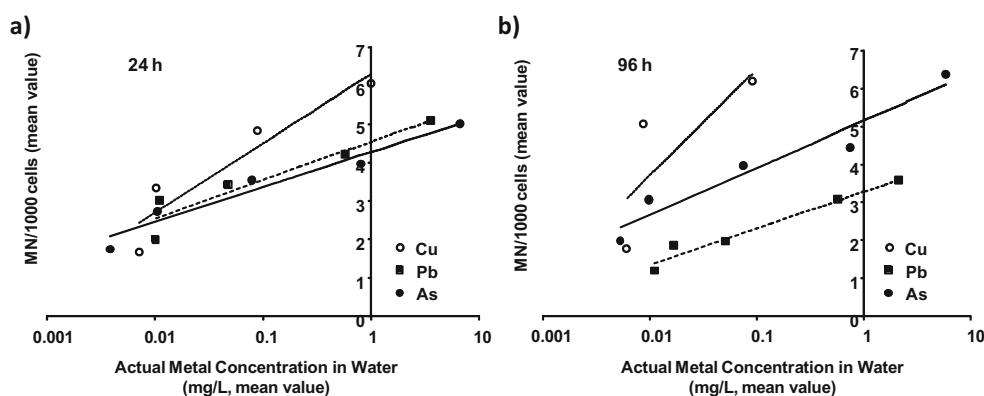 a)
24 h
MN/1000 cells (mean value)
7
6
5
4
3
2
1
0
Cu
Pb
As
0.001 0.01 0.1 1 10
Actual Metal Concentration in Water
(mg/L, mean value)
b)
96 h
MN/1000 cells (mean value)
7
6
5
4
3
2
1
0
Cu
Pb
As
0.001 0.01 0.1 1 10
Actual Metal Concentration in Water
(mg/L, mean value)